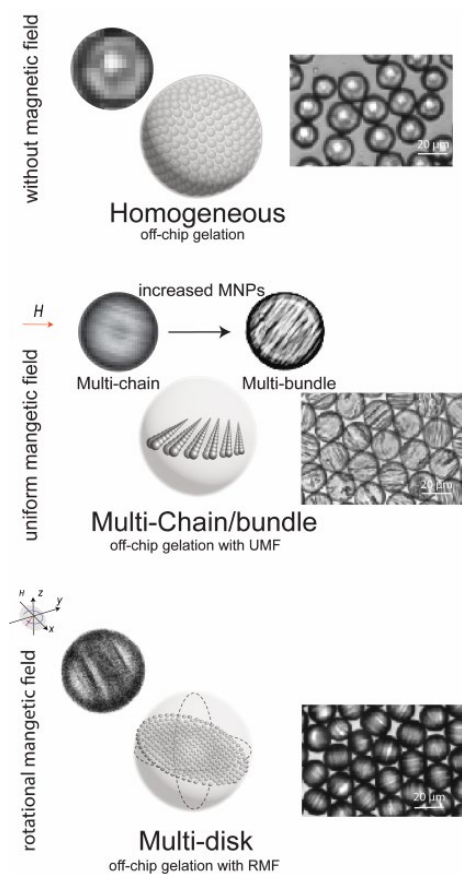 without magnetic field
20 µm
Homogeneous
off-chip gelation
H
increased MNPs
Multi-chain
Multi-bundle
uniform mangetic field
20 µm
Multi-Chain/bundle
off-chip gelation with UMF
H
z
y
x
rotational mangetic field
20 µm
Multi-disk
off-chip gelation with RMF